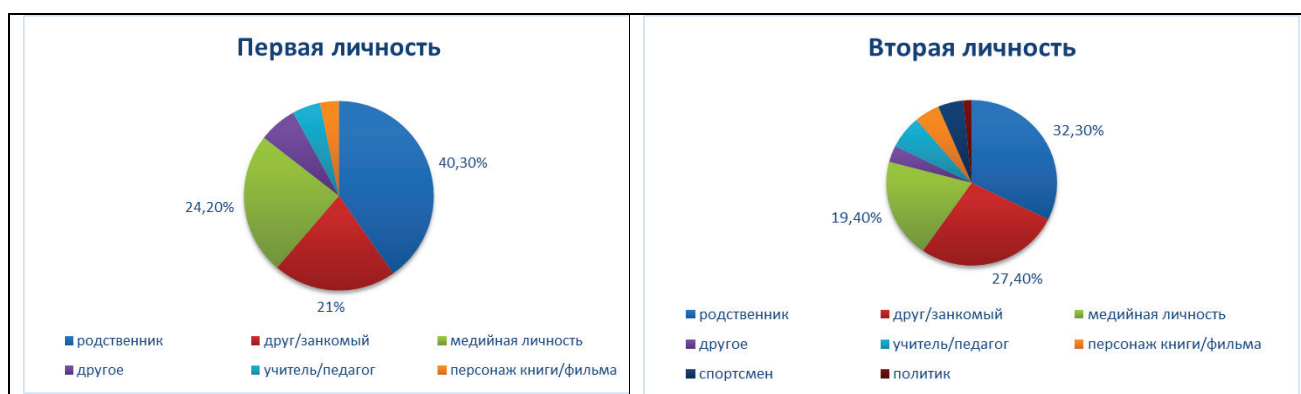 Первая личность
40,30%
24,20%
21%
родственник друг/занкомый медийная личность
другое учитель/педагог персонаж книги/фильма
Вторая личность
32,30%
19,40%
27,40%
родственник друг/занкомый медийная личность
другое учитель/педагог персонаж книги/фильма
спортсмен политик